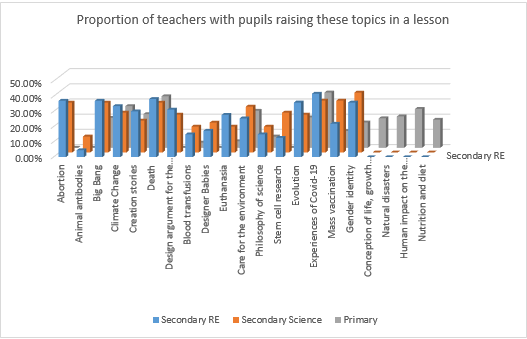 Proportion of teachers with pupils raising these topics in a lesson
50.00%
40.00%
30.00%
20.00%
10.00%
0.00%
Secondary RE
Abortion
Animal antibodies
Big Bang
Climate Change
Creation stories
Death
Design argument for the...
Blood transfusions
Designer Babies
Euthanasia
Care for the environment
Philosophy of science
Stem cell research
Evolution
Experiences of Covid-19
Mass vaccination
Gender identity
Conception of life, growth...
Natural disasters
Human impact on the...
Nutrition and diet
Secondary RE Secondary Science Primary